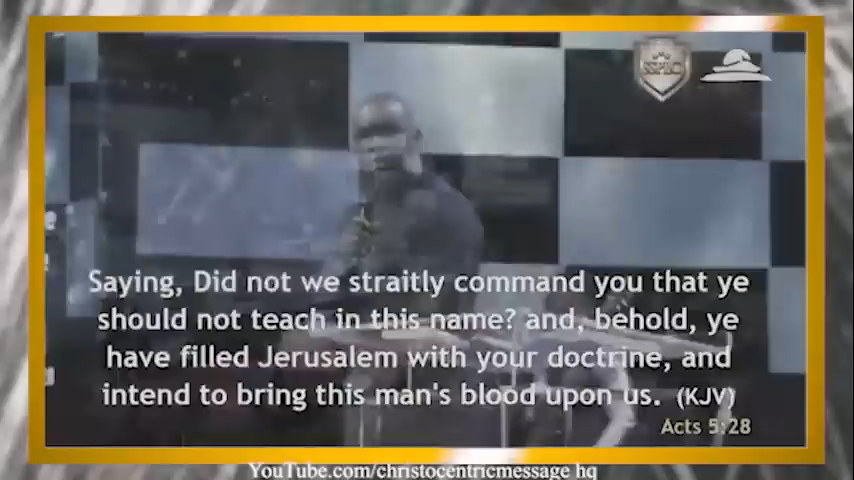 Saying, Did not we straitly command you that ye
should not teach in this name? and, behold, ye
have filled Jerusalem with your doctrine, and
intend to bring this man's blood upon us. (KJV)
Acts 5:28
YouTube.com/christocentricmessage hq